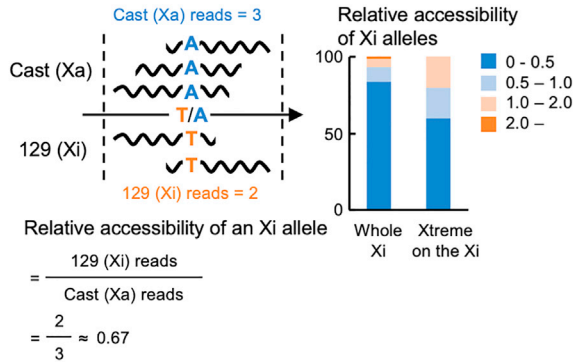 Cast (Xa) reads = 3
Cast (Xa)
A
A
A
T/A
129 (Xi)
T
T
129 (Xi) reads = 2
Relative accessibility of an Xi allele
= 129 (Xi) reads
Cast (Xa) reads
= 2
3 ≈ 0.67
Relative accessibility
of Xi alleles
100
50
0
Whole
Xi
Xtreme
on the Xi
0 - 0.5
0.5 – 1.0
1.0 – 2.0
2.0 –